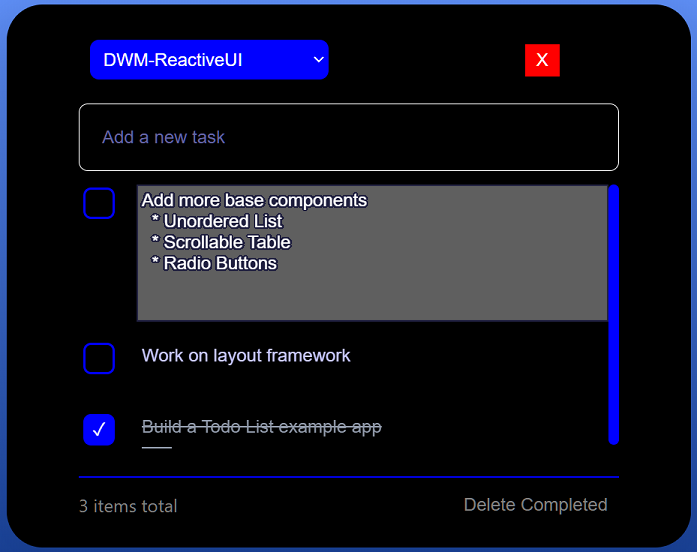 DWM-ReactiveUI
X
Add a new task
Add more base components
* Unordered List
* Scrollable Table
* Radio Buttons
Work on layout framework
Build a Todo List example app
3 items total
Delete Completed